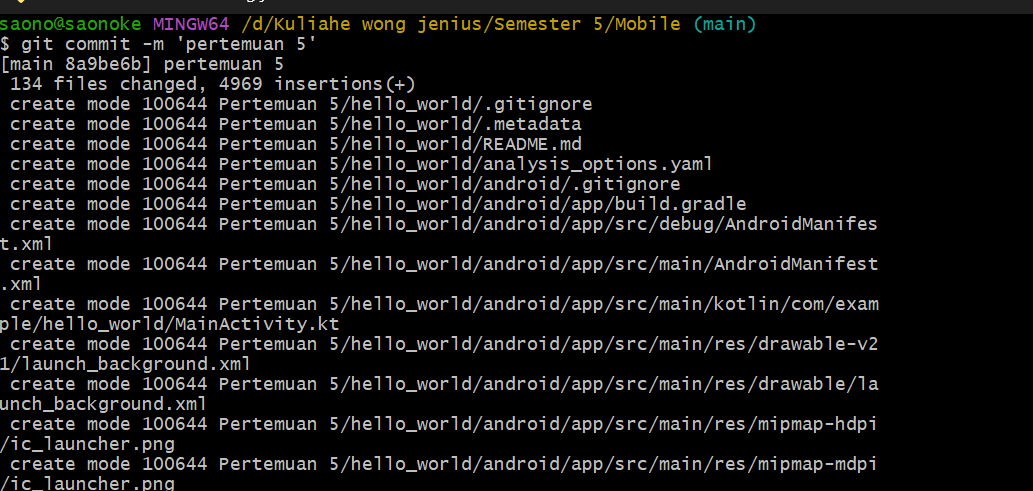 saono@saonoke MINGW64 /d/Kuliahe wong jenius/Semester 5/Mobile (main)
$ git commit -m 'pertemuan 5'
[main 8a9be6b] pertemuan 5
 134 files changed, 4969 insertions(+)
 create mode 100644 Pertemuan 5/hello_world/.gitignore
 create mode 100644 Pertemuan 5/hello_world/.metadata
 create mode 100644 Pertemuan 5/hello_world/README.md
 create mode 100644 Pertemuan 5/hello_world/analysis_options.yaml
 create mode 100644 Pertemuan 5/hello_world/android/.gitignore
 create mode 100644 Pertemuan 5/hello_world/android/app/build.gradle
 create mode 100644 Pertemuan 5/hello_world/android/app/src/debug/AndroidManifes
t.xml
 create mode 100644 Pertemuan 5/hello_world/android/app/src/main/AndroidManifest
.xml
 create mode 100644 Pertemuan 5/hello_world/android/app/src/main/kotlin/com/exam
ple/hello_world/MainActivity.kt
 create mode 100644 Pertemuan 5/hello_world/android/app/src/main/res/drawable-v2
1/launch_background.xml
 create mode 100644 Pertemuan 5/hello_world/android/app/src/main/res/drawable/la
unch_background.xml
 create mode 100644 Pertemuan 5/hello_world/android/app/src/main/res/mipmap-hdpi
/ic_launcher.png
 create mode 100644 Pertemuan 5/hello_world/android/app/src/main/res/mipmap-mdpi
/ic_launcher.png